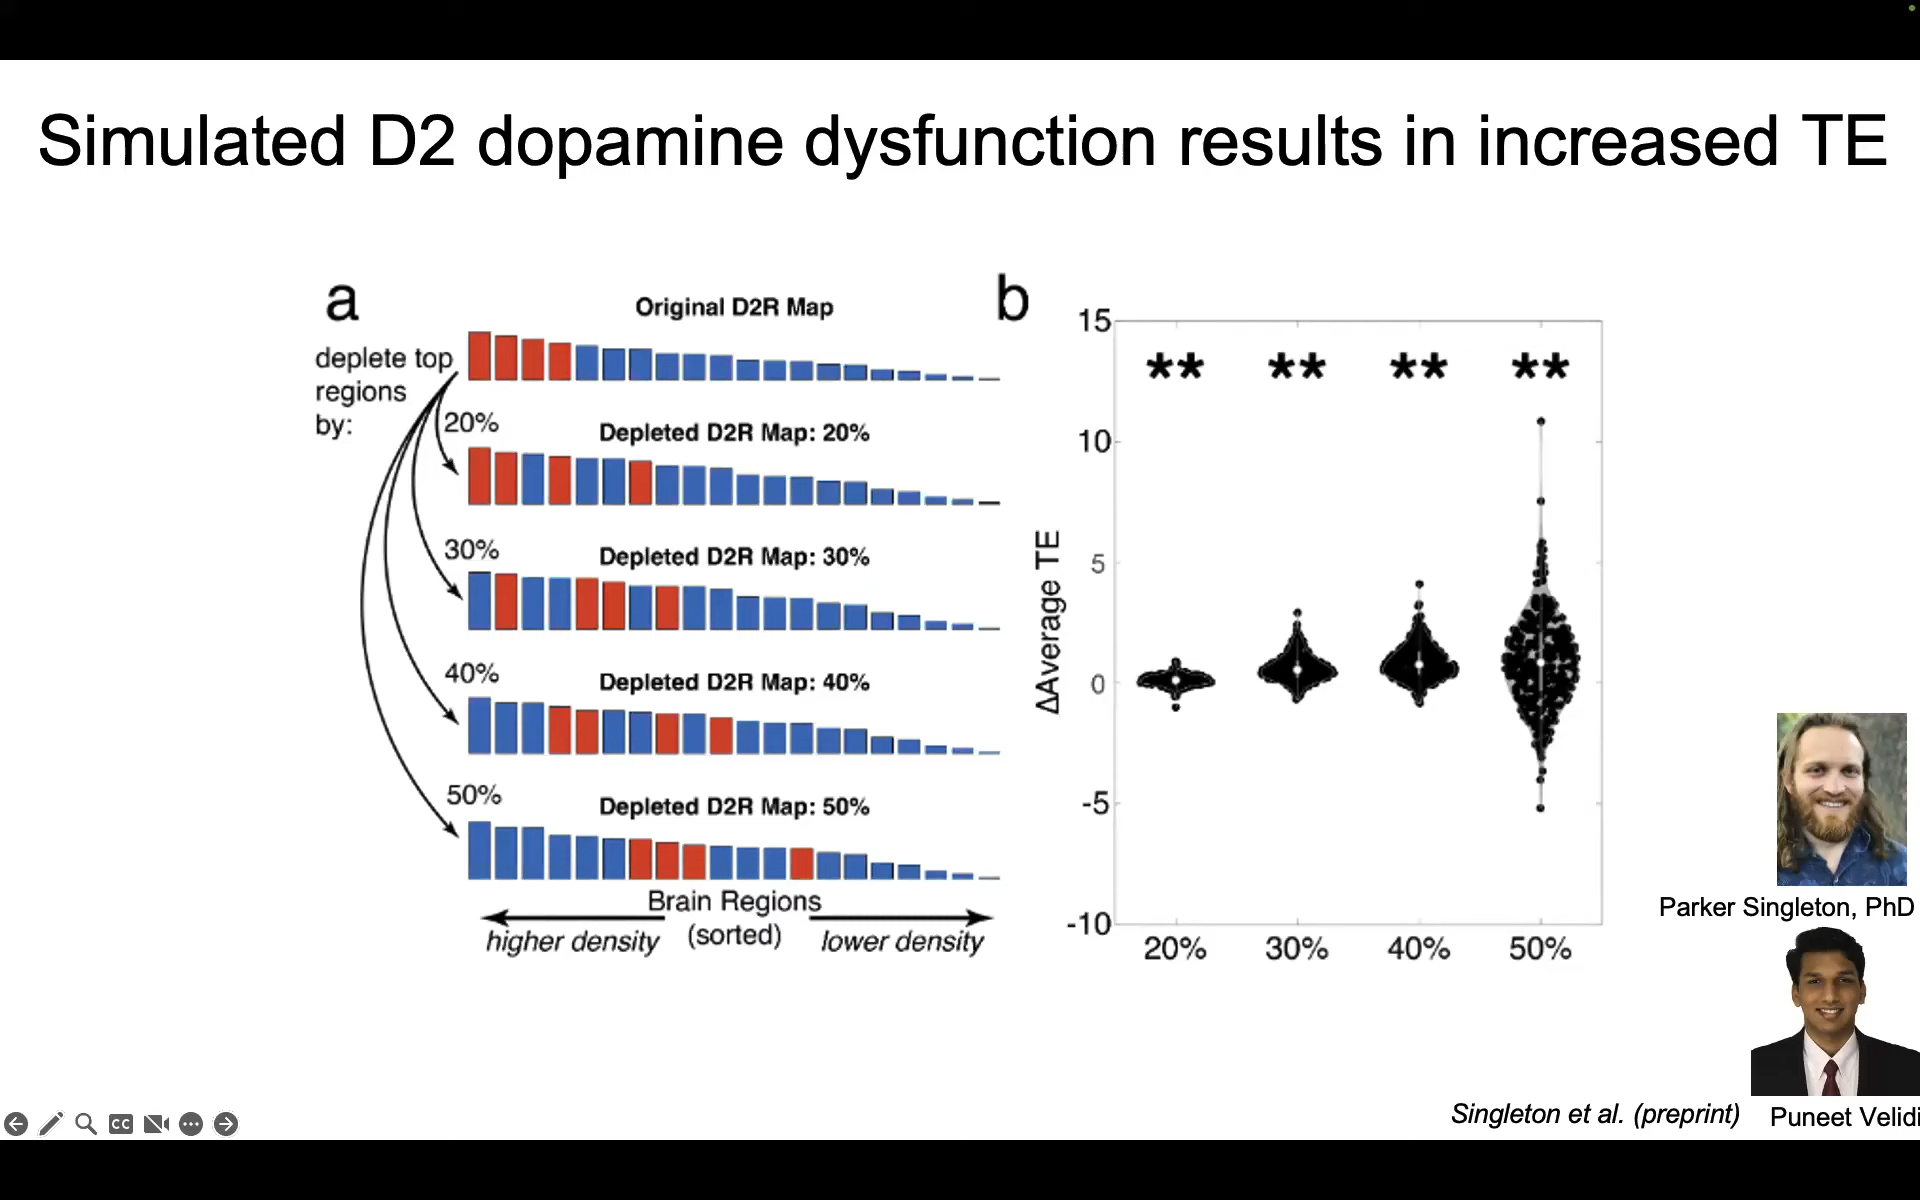 Simulated D2 dopamine dysfunction results in increased TE
a
Original D2R Map
deplete top
regions
by:
20%
Depleted D2R Map: 20%
30%
Depleted D2R Map: 30%
40%
Depleted D2R Map: 40%
50%
Depleted D2R Map: 50%
Brain Regions
(sorted)
higher density
lower density
b
15
10
5
0
-5
-10
ΔAverage TE
** ** ** **
20% 30% 40% 50%
Parker Singleton, PhD
Singleton et al. (preprint)
Puneet Velidi
CC